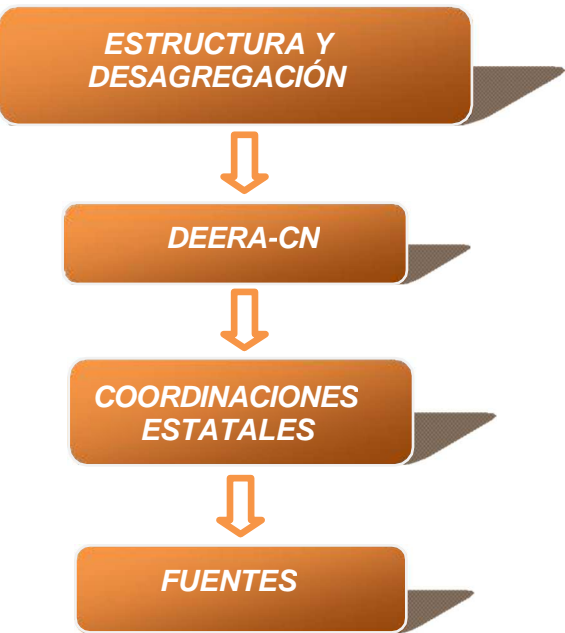 ESTRUCTURA Y
DESAGREGACIÓN
DEERA-CN
COORDINACIONES
ESTATALES
FUENTES